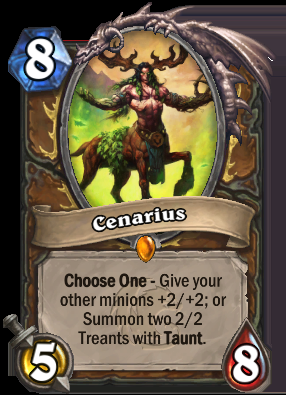 8
Cenarius
Choose One - Give your
other minions +2/+2; or
Summon two 2/2
Treants with Taunt.
5
8